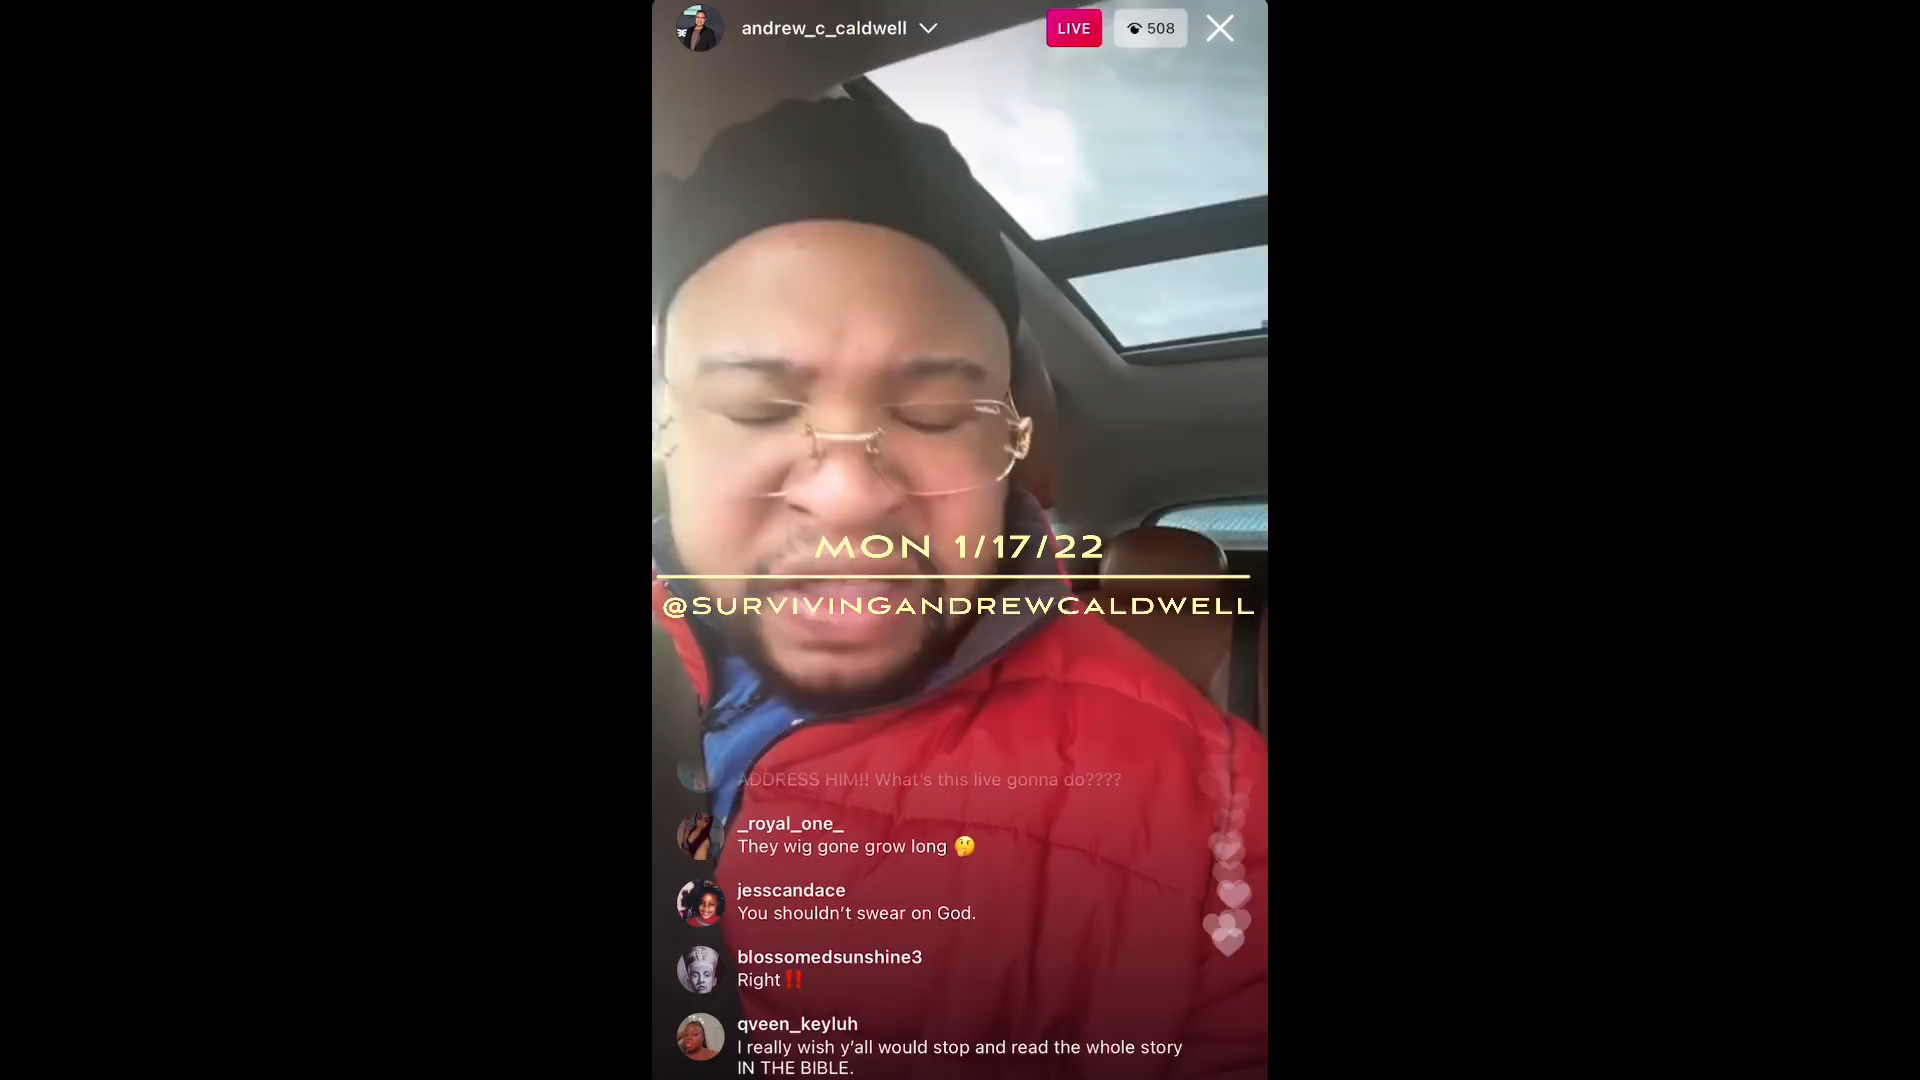 andrew_c_caldwell
LIVE
508
MON 1/17/22
@SURVIVINGANDREWCALDWELL
ADDRESS HIM!! What's this live gonna do????
_royal_one_
They wig gone grow long 🤔
jesscandace
You shouldn't swear on God.
blossomedsunshine3
Right‼️
qveen_keyluh
I really wish y'all would stop and read the whole story
IN THE BIBLE.